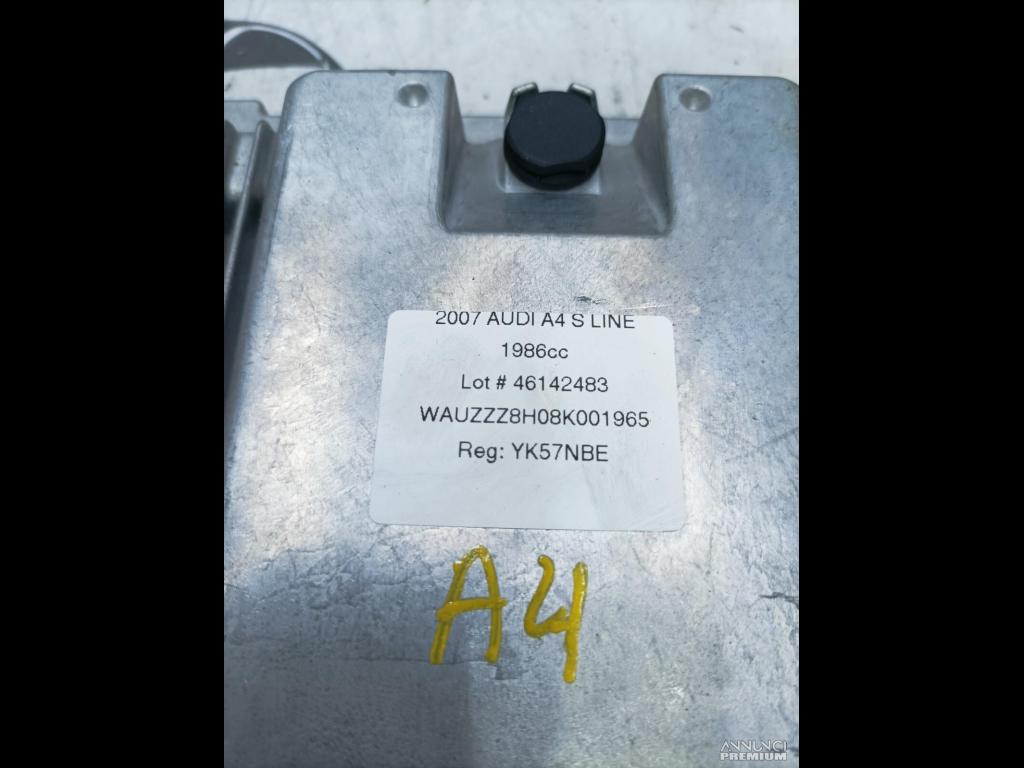 2007 AUDI A4 S LINE
1986cc
Lot # 46142483
WAUZZZ8H08K001965
Reg: YK57NBE
A4
ANNUNCI
PREMIUM